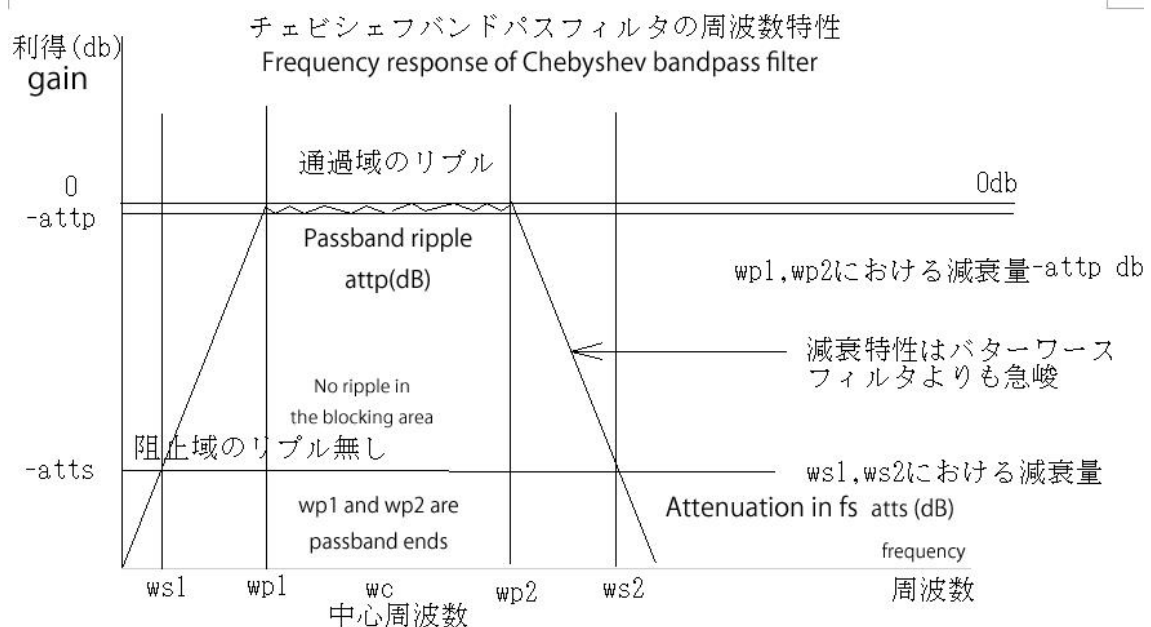 チェビシェフバンドパスフィルタの周波数特性
利得(db)
Frequency response of Chebyshev bandpass filter
gain
通過域のリプル
0
0db
-attp
Passband ripple
attp(dB)
wp1,wp2における減衰量-attp db
減衰特性はバターワース
フィルタよりも急峻
No ripple in
the blocking area
阻止域のリプル無し
-atts
ws1,ws2における減衰量
wp1 and wp2 are
passband ends
Attenuation in fs atts (dB)
frequency
ws1 wp1 wc wp2 ws2 周波数
中心周波数